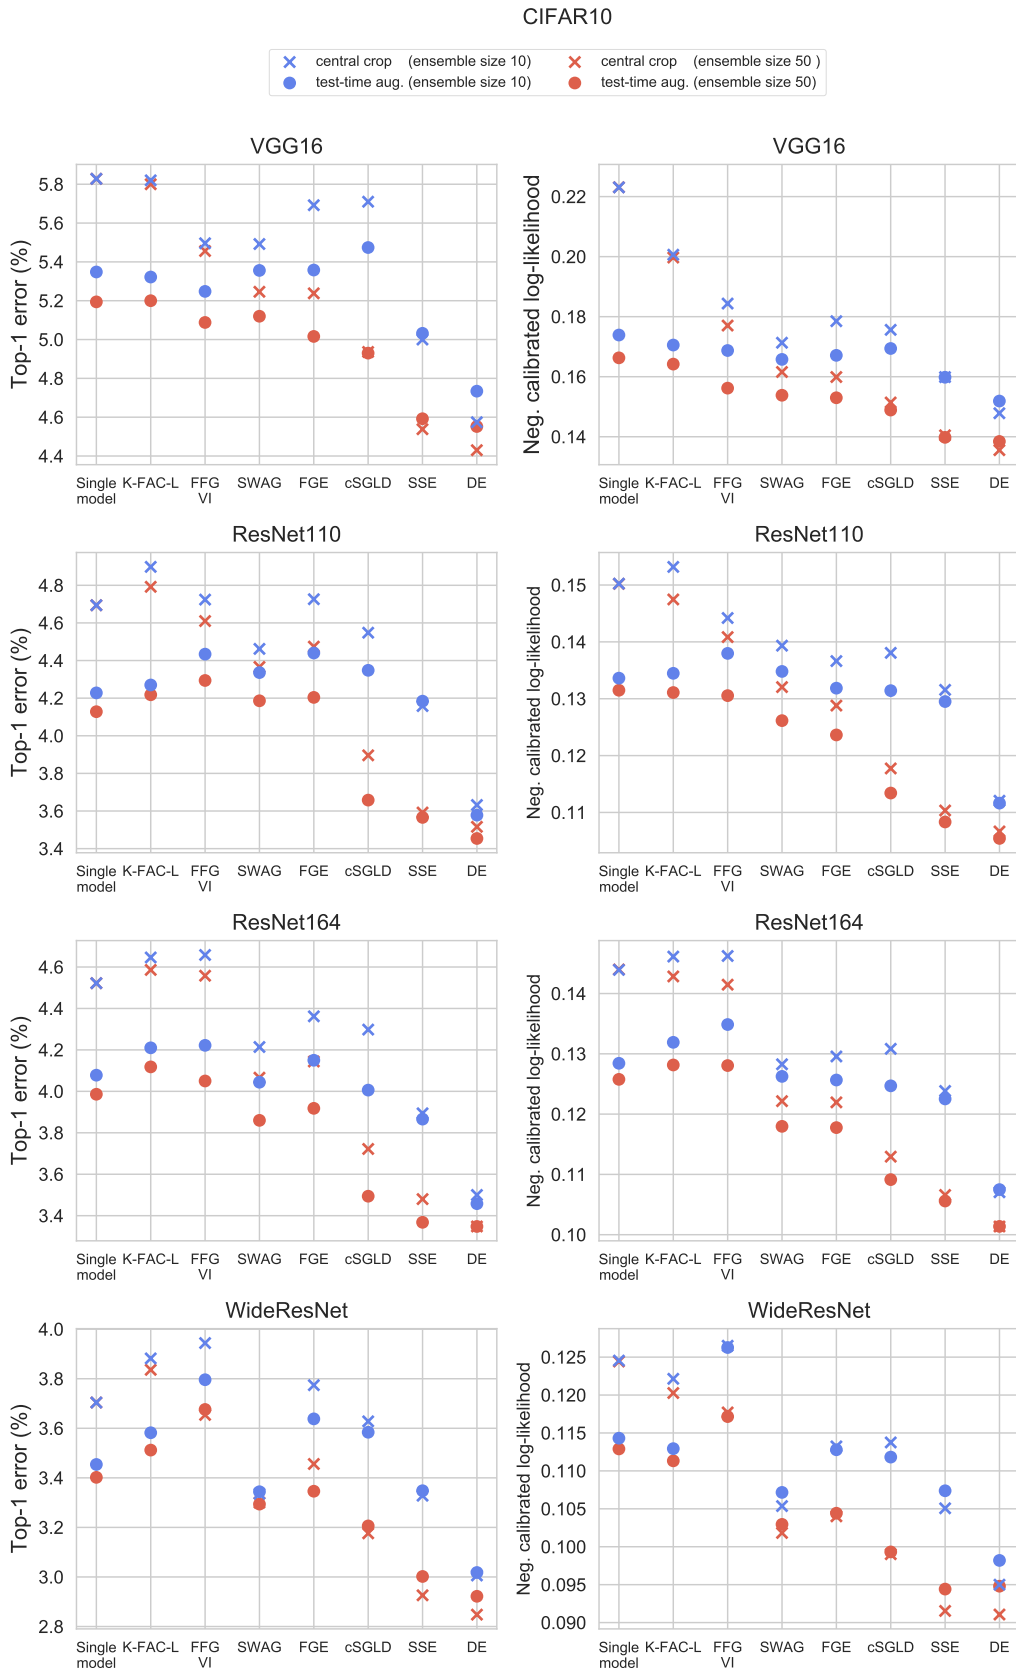 CIFAR10
central crop (ensemble size 10)
central crop (ensemble size 50 )
test-time aug. (ensemble size 10)
test-time aug. (ensemble size 50)
VGG16
Top-1 error (%)
5.8
5.6
5.4
5.2
5.0
4.8
4.6
4.4
Single model
K-FAC-L
FFG VI
SWAG
FGE
cSGLD
SSE
DE
VGG16
Neg. calibrated log-likelihood
0.22
0.20
0.18
0.16
0.14
Single model
K-FAC-L
FFG VI
SWAG
FGE
cSGLD
SSE
DE
ResNet110
Top-1 error (%)
4.8
4.6
4.4
4.2
4.0
3.8
3.6
3.4
Single model
K-FAC-L
FFG VI
SWAG
FGE
cSGLD
SSE
DE
ResNet110
Neg. calibrated log-likelihood
0.15
0.14
0.13
0.12
0.11
Single model
K-FAC-L
FFG VI
SWAG
FGE
cSGLD
SSE
DE
ResNet164
Top-1 error (%)
4.6
4.4
4.2
4.0
3.8
3.6
3.4
Single model
K-FAC-L
FFG VI
SWAG
FGE
cSGLD
SSE
DE
ResNet164
Neg. calibrated log-likelihood
0.14
0.13
0.12
0.11
0.10
Single model
K-FAC-L
FFG VI
SWAG
FGE
cSGLD
SSE
DE
WideResNet
Top-1 error (%)
4.0
3.8
3.6
3.4
3.2
3.0
2.8
Single model
K-FAC-L
FFG VI
SWAG
FGE
cSGLD
SSE
DE
WideResNet
Neg. calibrated log-likelihood
0.125
0.120
0.115
0.110
0.105
0.100
0.095
0.090
Single model
K-FAC-L
FFG VI
SWAG
FGE
cSGLD
SSE
DE